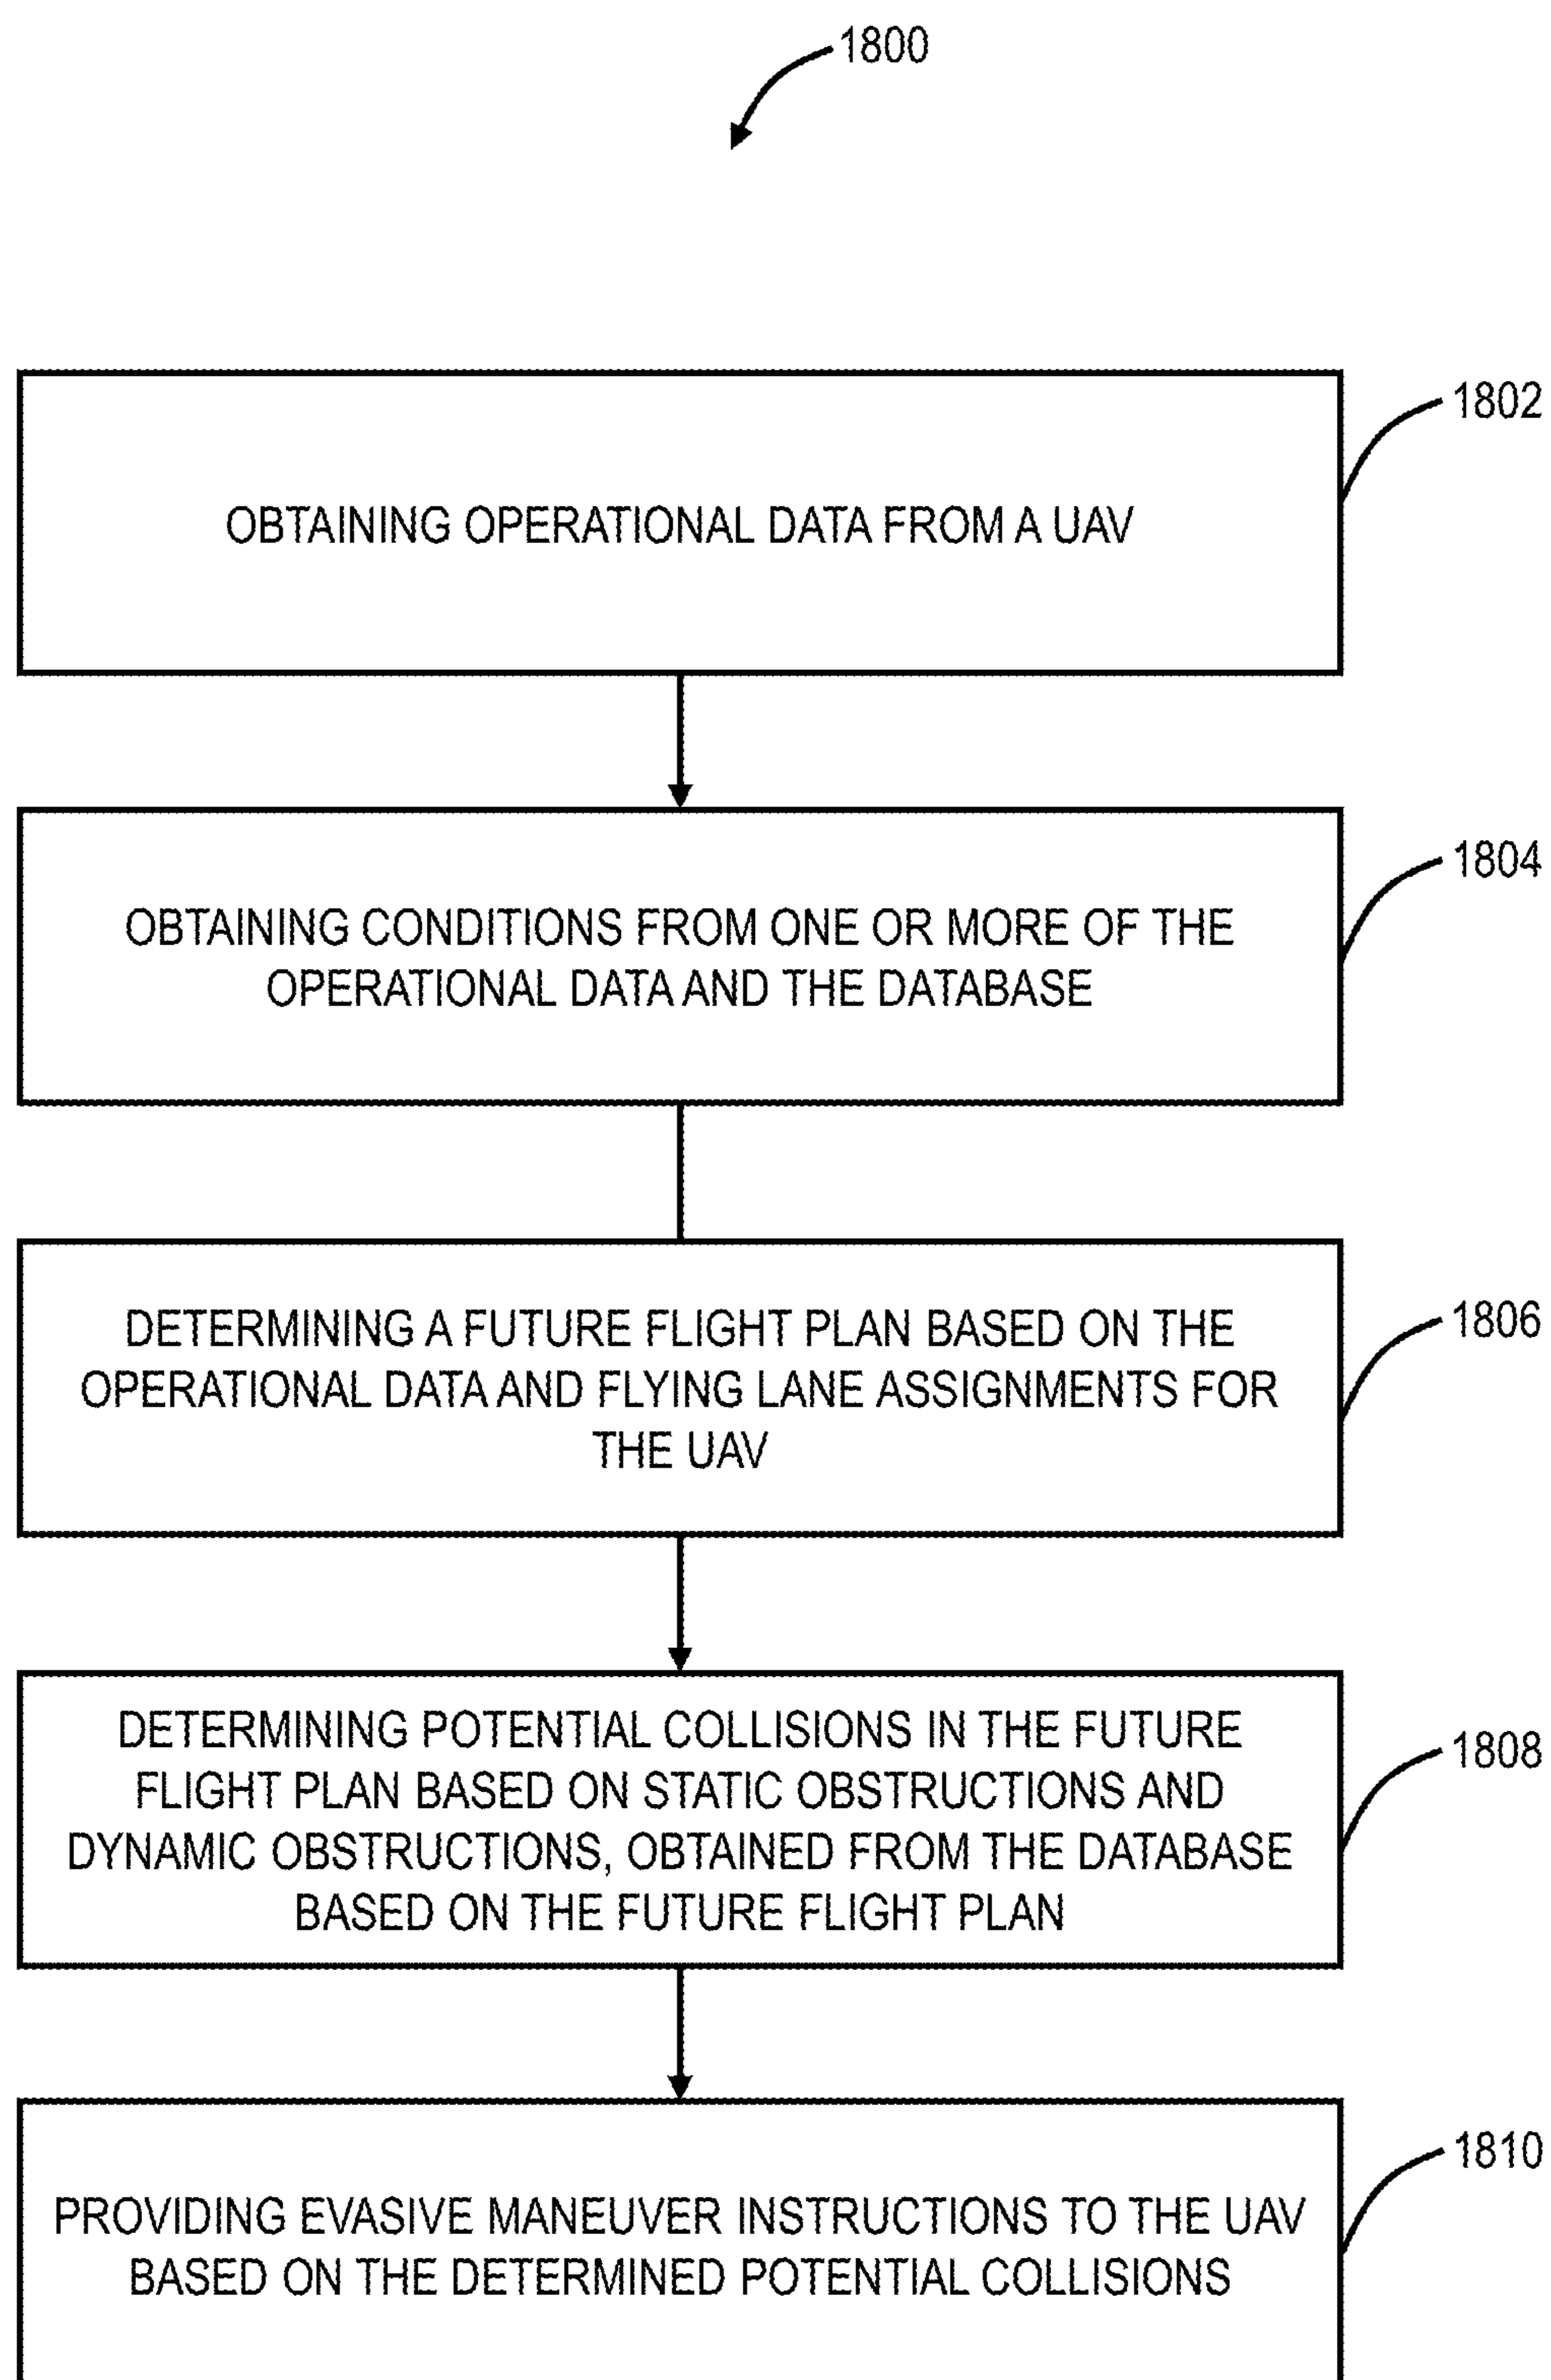 1800
1802
OBTAINING OPERATIONAL DATA FROM A UAV
1804
OBTAINING CONDITIONS FROM ONE OR MORE OF THE
OPERATIONAL DATA AND THE DATABASE
1806
DETERMINING A FUTURE FLIGHT PLAN BASED ON THE
OPERATIONAL DATA AND FLYING LANE ASSIGNMENTS FOR
THE UAV
1808
DETERMINING POTENTIAL COLLISIONS IN THE FUTURE
FLIGHT PLAN BASED ON STATIC OBSTRUCTIONS AND
DYNAMIC OBSTRUCTIONS, OBTAINED FROM THE DATABASE
BASED ON THE FUTURE FLIGHT PLAN
1810
PROVIDING EVASIVE MANEUVER INSTRUCTIONS TO THE UAV
BASED ON THE DETERMINED POTENTIAL COLLISIONS